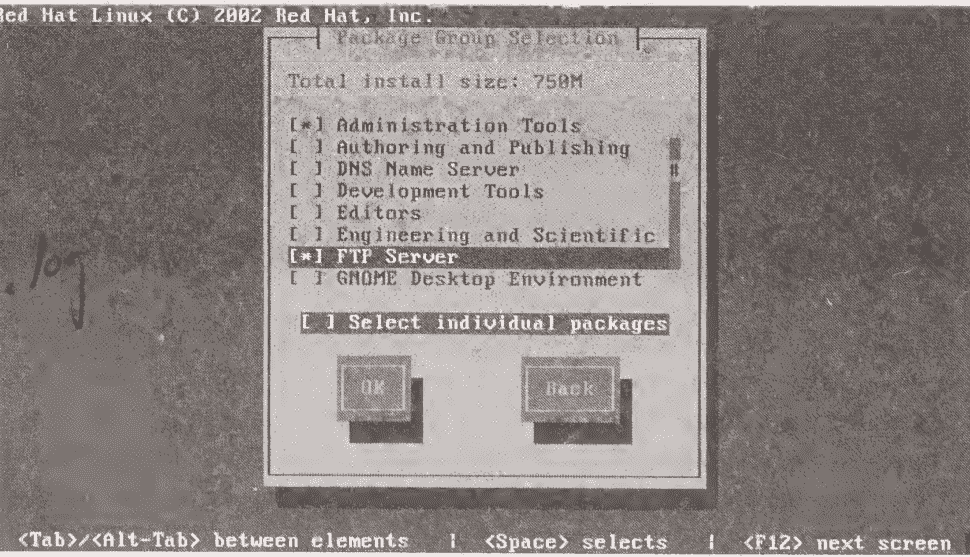 Red Hat Linux (C) 2002 Red Hat, Inc.
Package Group Selection
Total install size: 750M
[*] Administration Tools
[ ] Authoring and Publishing
[ ] DNS Name Server
[ ] Development Tools
[ ] Editors
[ ] Engineering and Scientific
[*] FTP Server
[ ] GNOME Desktop Environment
[ ] Select individual packages
OK
Back
.log
<Tab>/<Alt-Tab> between elements | <Space> selects | <F12> next screen